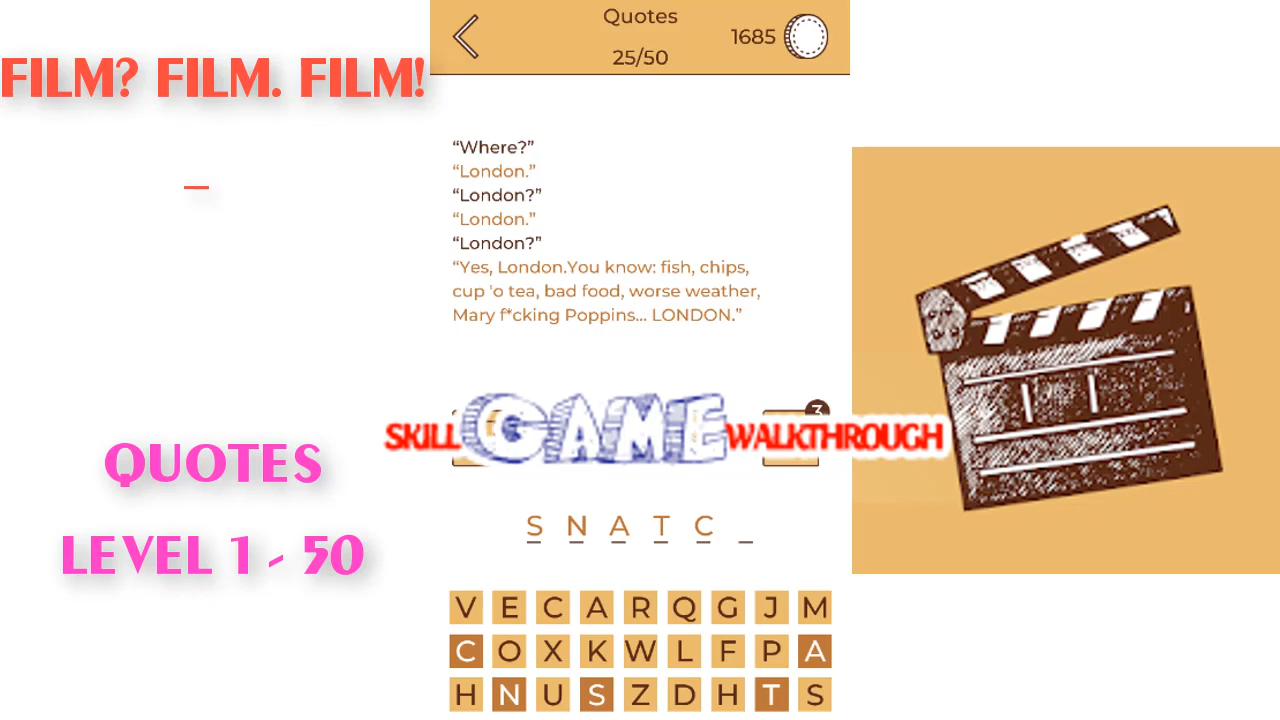 FILM? FILM. FILM!
–
QUOTES
LEVEL 1 - 50
Quotes
25/50
1685
“Where?”
“London.”
“London?”
“London.”
“London?”
“Yes, London.You know: fish, chips,
cup 'o tea, bad food, worse weather,
Mary f*cking Poppins... LONDON.”
3
SKILL GAME WALKTHROUGH
S N A T C _
V E C A R Q G J M
C O X K W L F P A
H N U S Z D H T S